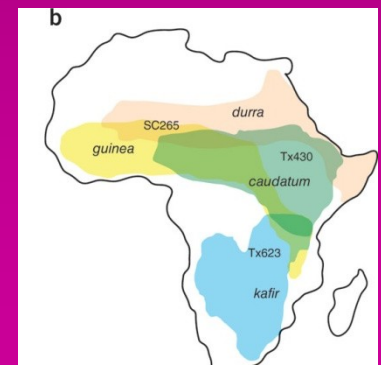 b
durra
SC265
guinea
Tx430
caudatum
Tx623
kafir